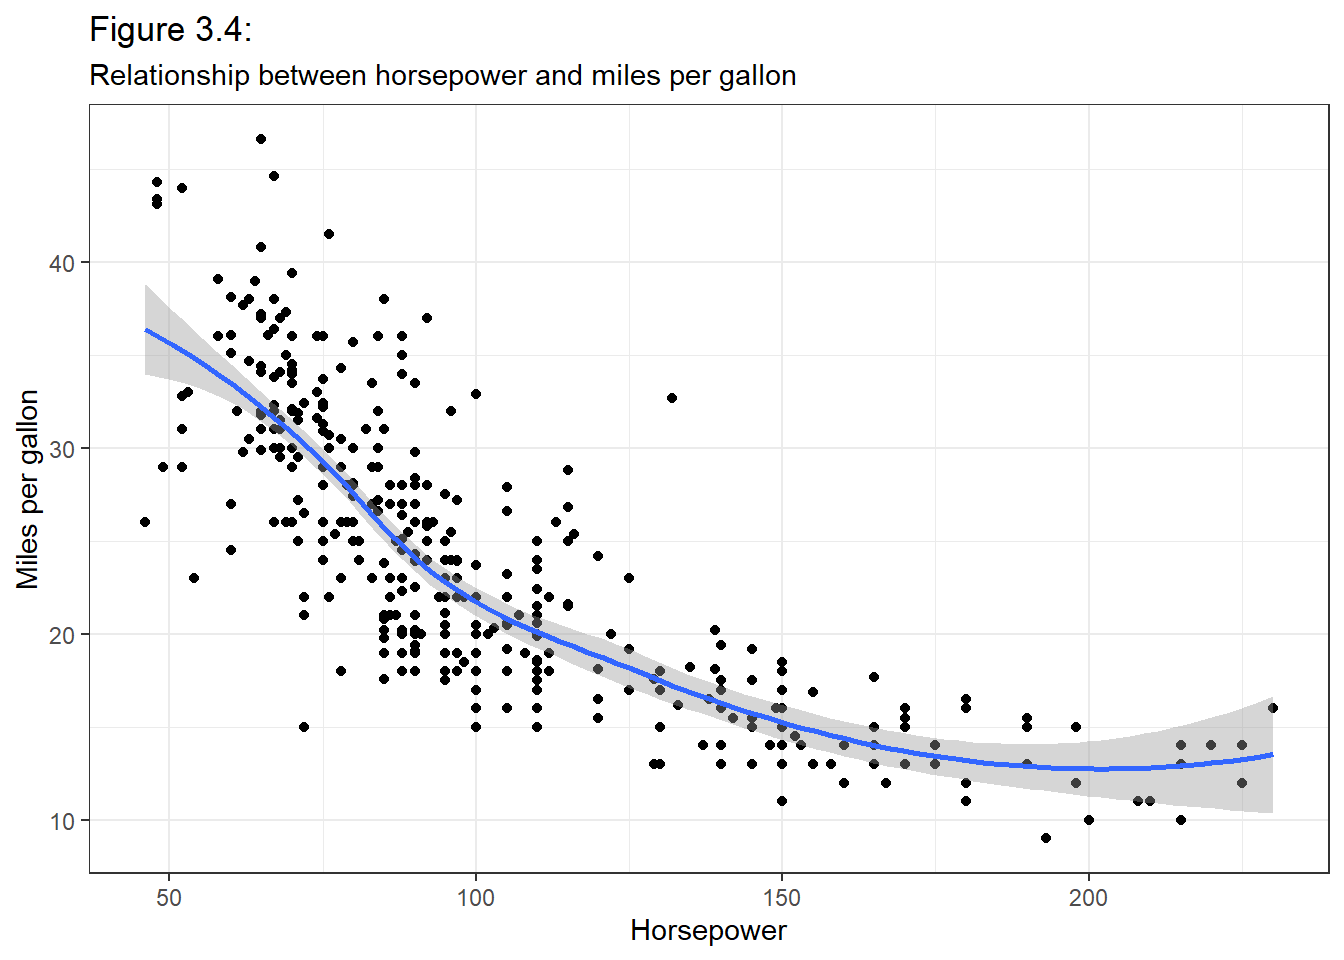 Figure 3.4:
Relationship between horsepower and miles per gallon
40
30
20
10
Miles per gallon
50 100 150 200
Horsepower